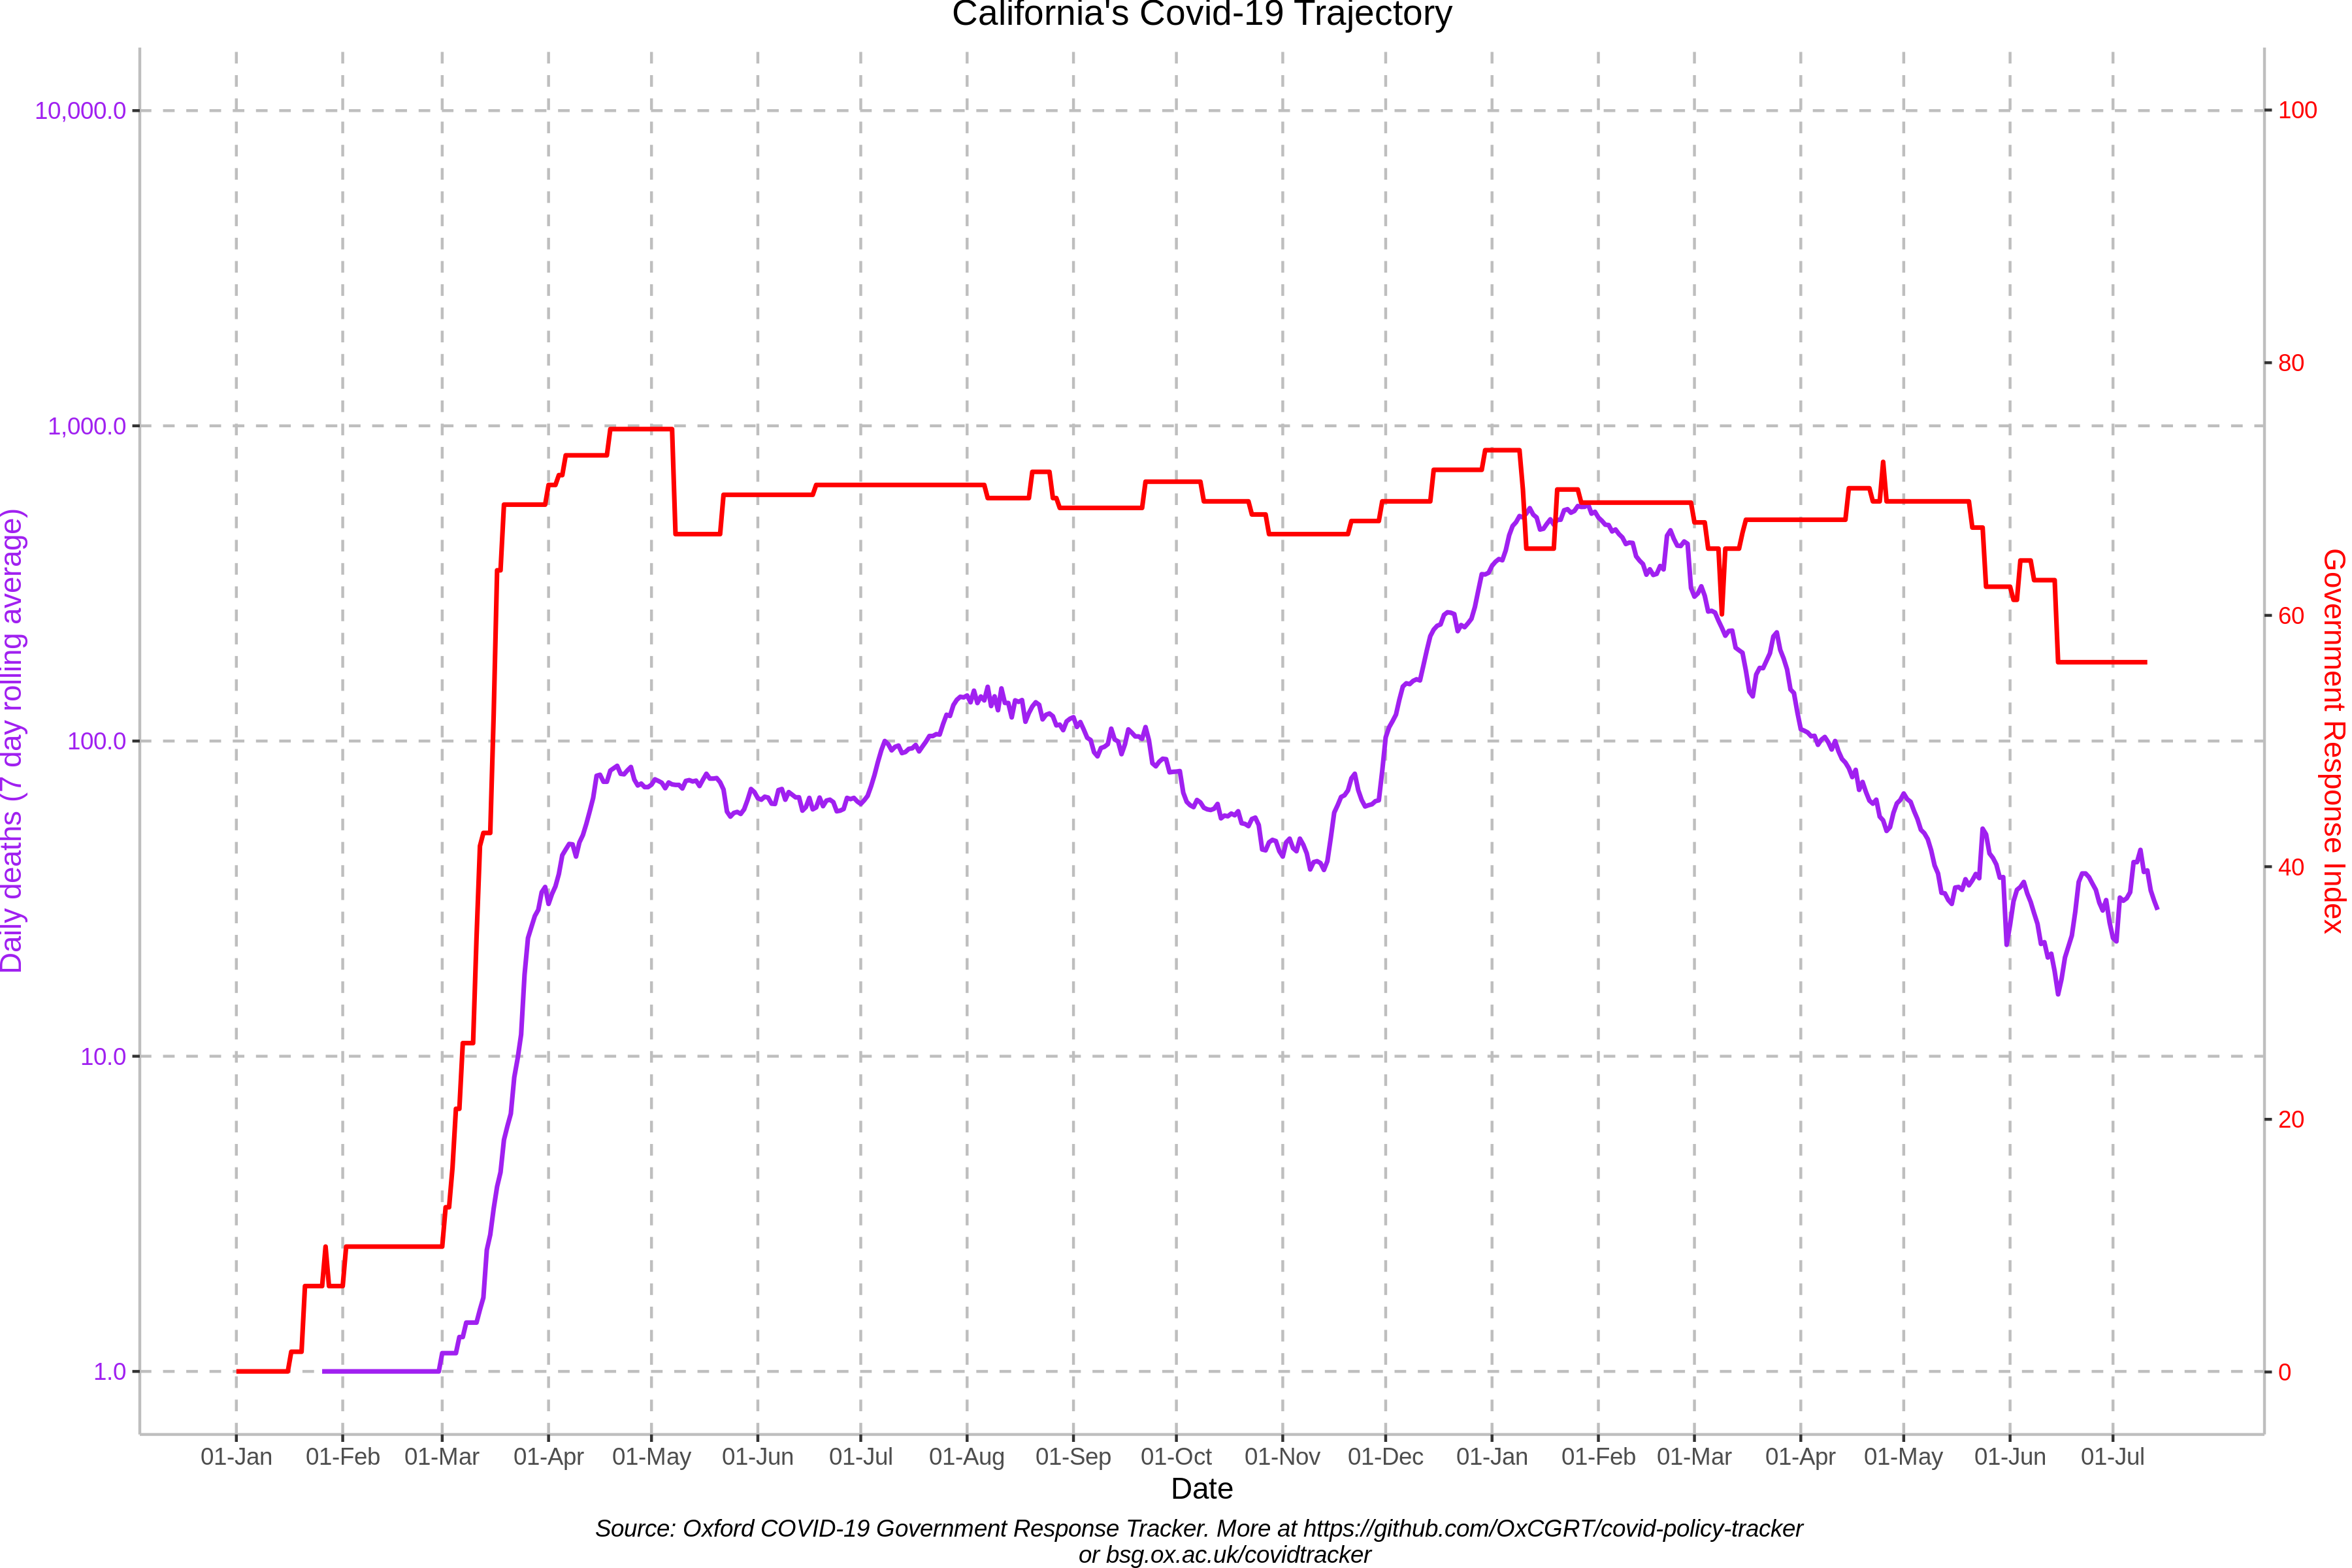 California's Covid-19 Trajectory
10,000.0
1,000.0
100.0
10.0
1.0
Daily deaths (7 day rolling average)
100
80
60
40
20
0
Government Response Index
01-Jan 01-Feb 01-Mar 01-Apr 01-May 01-Jun 01-Jul 01-Aug 01-Sep 01-Oct 01-Nov 01-Dec 01-Jan 01-Feb 01-Mar 01-Apr 01-May 01-Jun 01-Jul
Date
Source: Oxford COVID-19 Government Response Tracker. More at https://github.com/OxCGRT/covid-policy-tracker
or bsg.ox.ac.uk/covidtracker